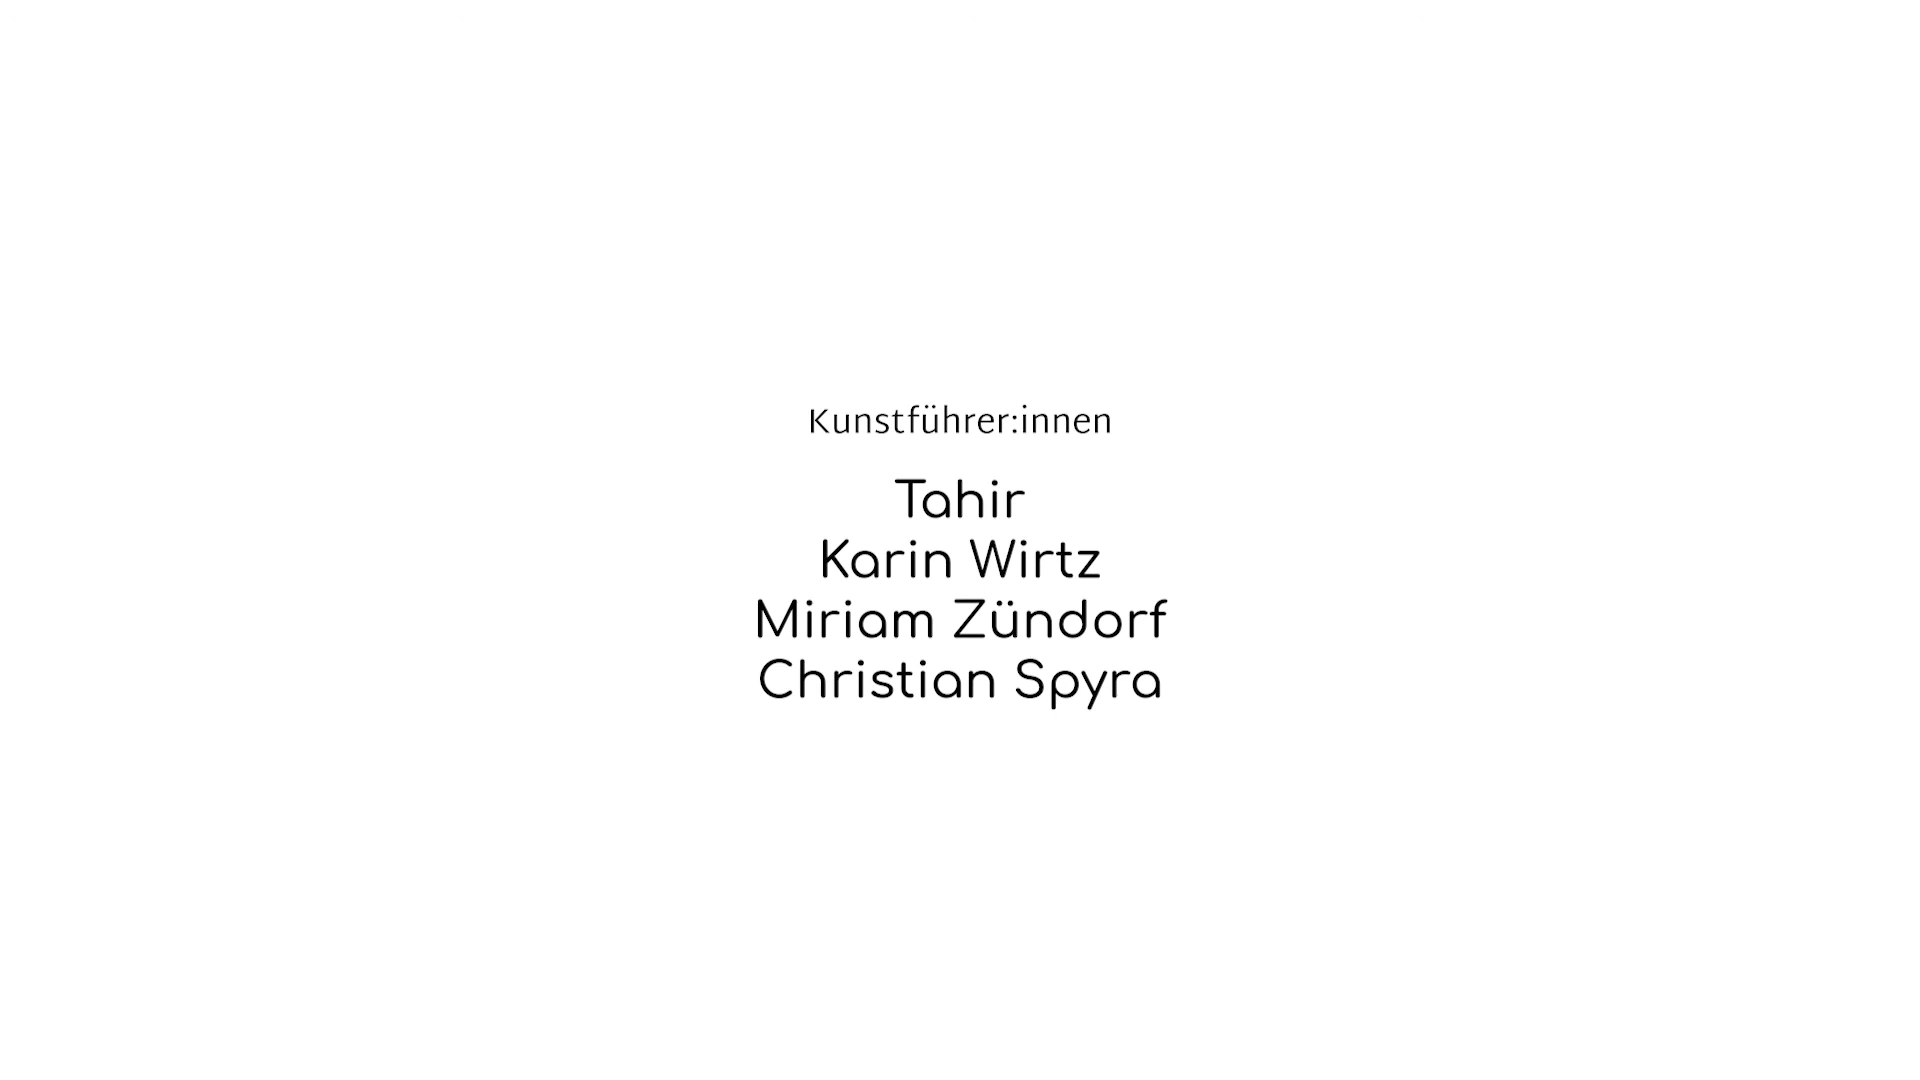 Kunstführer:innen
Tahir
Karin Wirtz
Miriam Zündorf
Christian Spyra